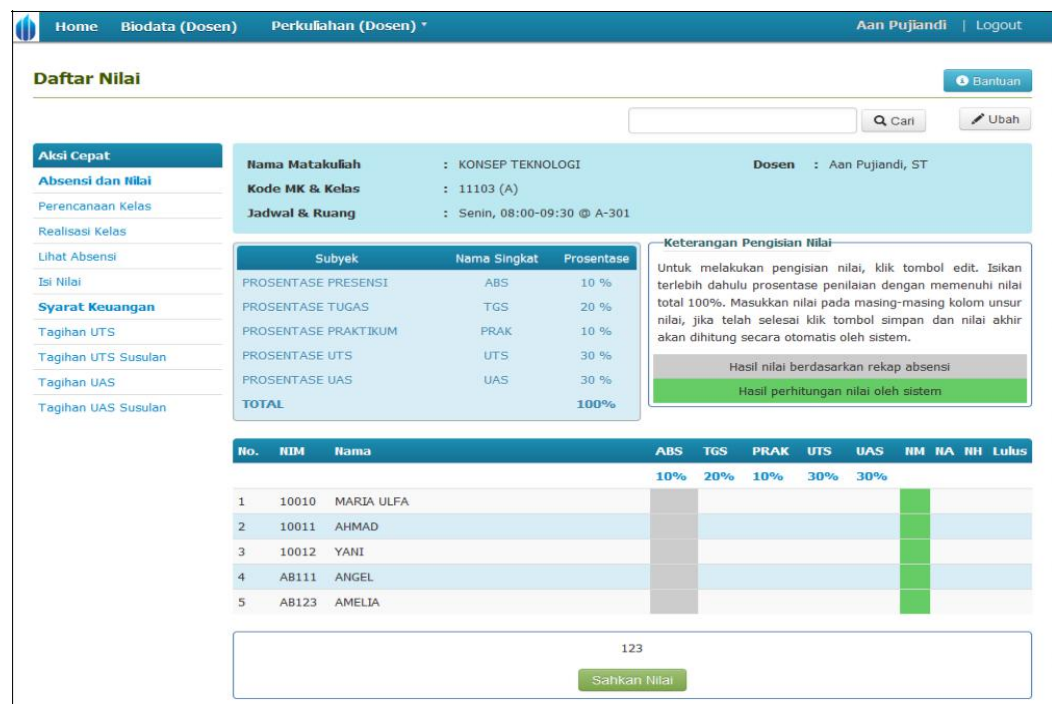 Home Biodata (Dosen) Perkuliahan (Dosen) Aan Pujiandi | Logout
Daftar Nilai
Bantuan
Cari Ubah
Aksi Cepat
Absensi dan Nilai
Perencanaan Kelas
Realisasi Kelas
Lihat Absensi
Isi Nilai
Syarat Keuangan
Tagihan UTS
Tagihan UTS Susulan
Tagihan UAS
Tagihan UAS Susulan
Nama Matakuliah : KONSEP TEKNOLOGI Dosen : Aan Pujiandi, ST
Kode MK & Kelas : 11103 (A)
Jadwal & Ruang : Senin, 08:00-09:30 @ A-301
Subyek Nama Singkat Prosentase
PROSENTASE PRESENSI ABS 10 %
PROSENTASE TUGAS TGS 20 %
PROSENTASE PRAKTIKUM PRAK 10 %
PROSENTASE UTS UTS 30 %
PROSENTASE UAS UAS 30 %
TOTAL 100%
Keterangan Pengisian Nilai
Untuk melakukan pengisian nilai, klik tombol edit. Isikan
terlebih dahulu prosentase penilaian dengan memenuhi nilai
total 100%. Masukkan nilai pada masing-masing kolom unsur
nilai, jika telah selesai klik tombol simpan dan nilai akhir
akan dihitung secara otomatis oleh sistem.
Hasil nilai berdasarkan rekap absensi
Hasil perhitungan nilai oleh sistem
No. NIM Nama ABS TGS PRAK UTS UAS NM NA NH Lulus
10% 20% 10% 30% 30%
1 10010 MARIA ULFA
2 10011 AHMAD
3 10012 YANI
4 AB111 ANGEL
5 AB123 AMELIA
123
Sahkan Nilai